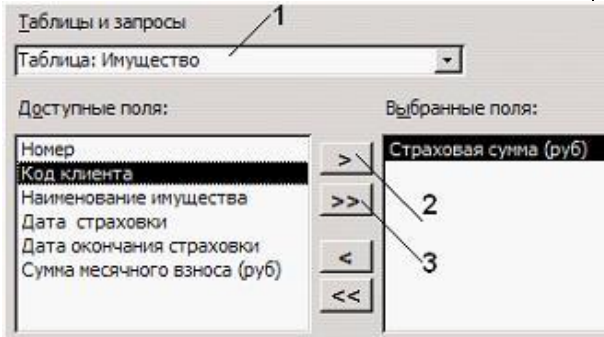 Таблицы и запросы
1
Таблица: Имущество
Доступные поля:
Выбранные поля:
Номер
Код клиента
Наименование имущества
Дата страховки
Дата окончания страховки
Сумма месячного взноса (руб)
>
>>
<
<<
Страховая сумма (руб)
2
3